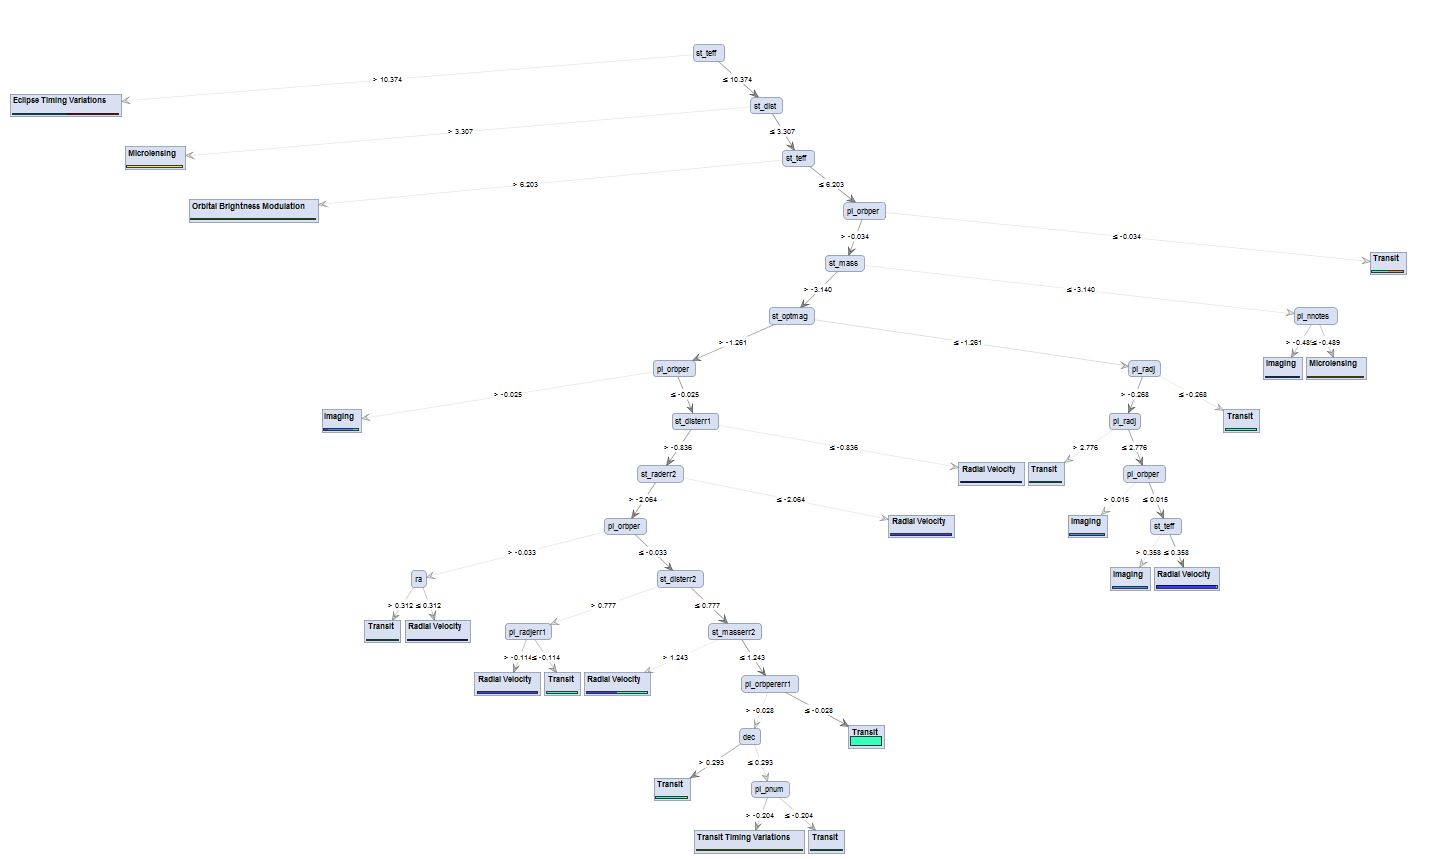 st_teff
> 10.374
≤ 10.374
Eclipse Timing Variations
st_dist
> 3.307
≤ 3.307
Microlensing
st_teff
> 6.203
≤ 6.203
Orbital Brightness Modulation
pl_orbper
> -0.034
≤ -0.034
st_mass
Transit
> -3.140
≤ -3.140
st_optmag
pl_nnotes
> -1.261
≤ -1.261
> -0.489
≤ -0.489
pl_orbper
pl_radj
Imaging
Microlensing
> -0.025
≤ -0.025
> -0.268
≤ -0.268
Imaging
st_disterr1
pl_radj
Transit
> -0.836
≤ -0.836
> 2.776
≤ 2.776
st_raderr2
Radial Velocity
Transit
pl_orbper
> -2.064
≤ -2.064
> 0.015
≤ 0.015
pl_orbper
Radial Velocity
Imaging
st_teff
> -0.033
≤ -0.033
> 0.358
≤ 0.358
ra
st_disterr2
Imaging
Radial Velocity
> 0.312
≤ 0.312
> 0.777
≤ 0.777
Transit
Radial Velocity
pl_radjerr1
st_masserr2
> -0.114
≤ -0.114
> 1.243
≤ 1.243
Radial Velocity
Transit
Radial Velocity
pl_orbpererr1
> -0.028
≤ -0.028
dec
Transit
> 0.293
≤ 0.293
Transit
pl_pnum
> -0.204
≤ -0.204
Transit Timing Variations
Transit